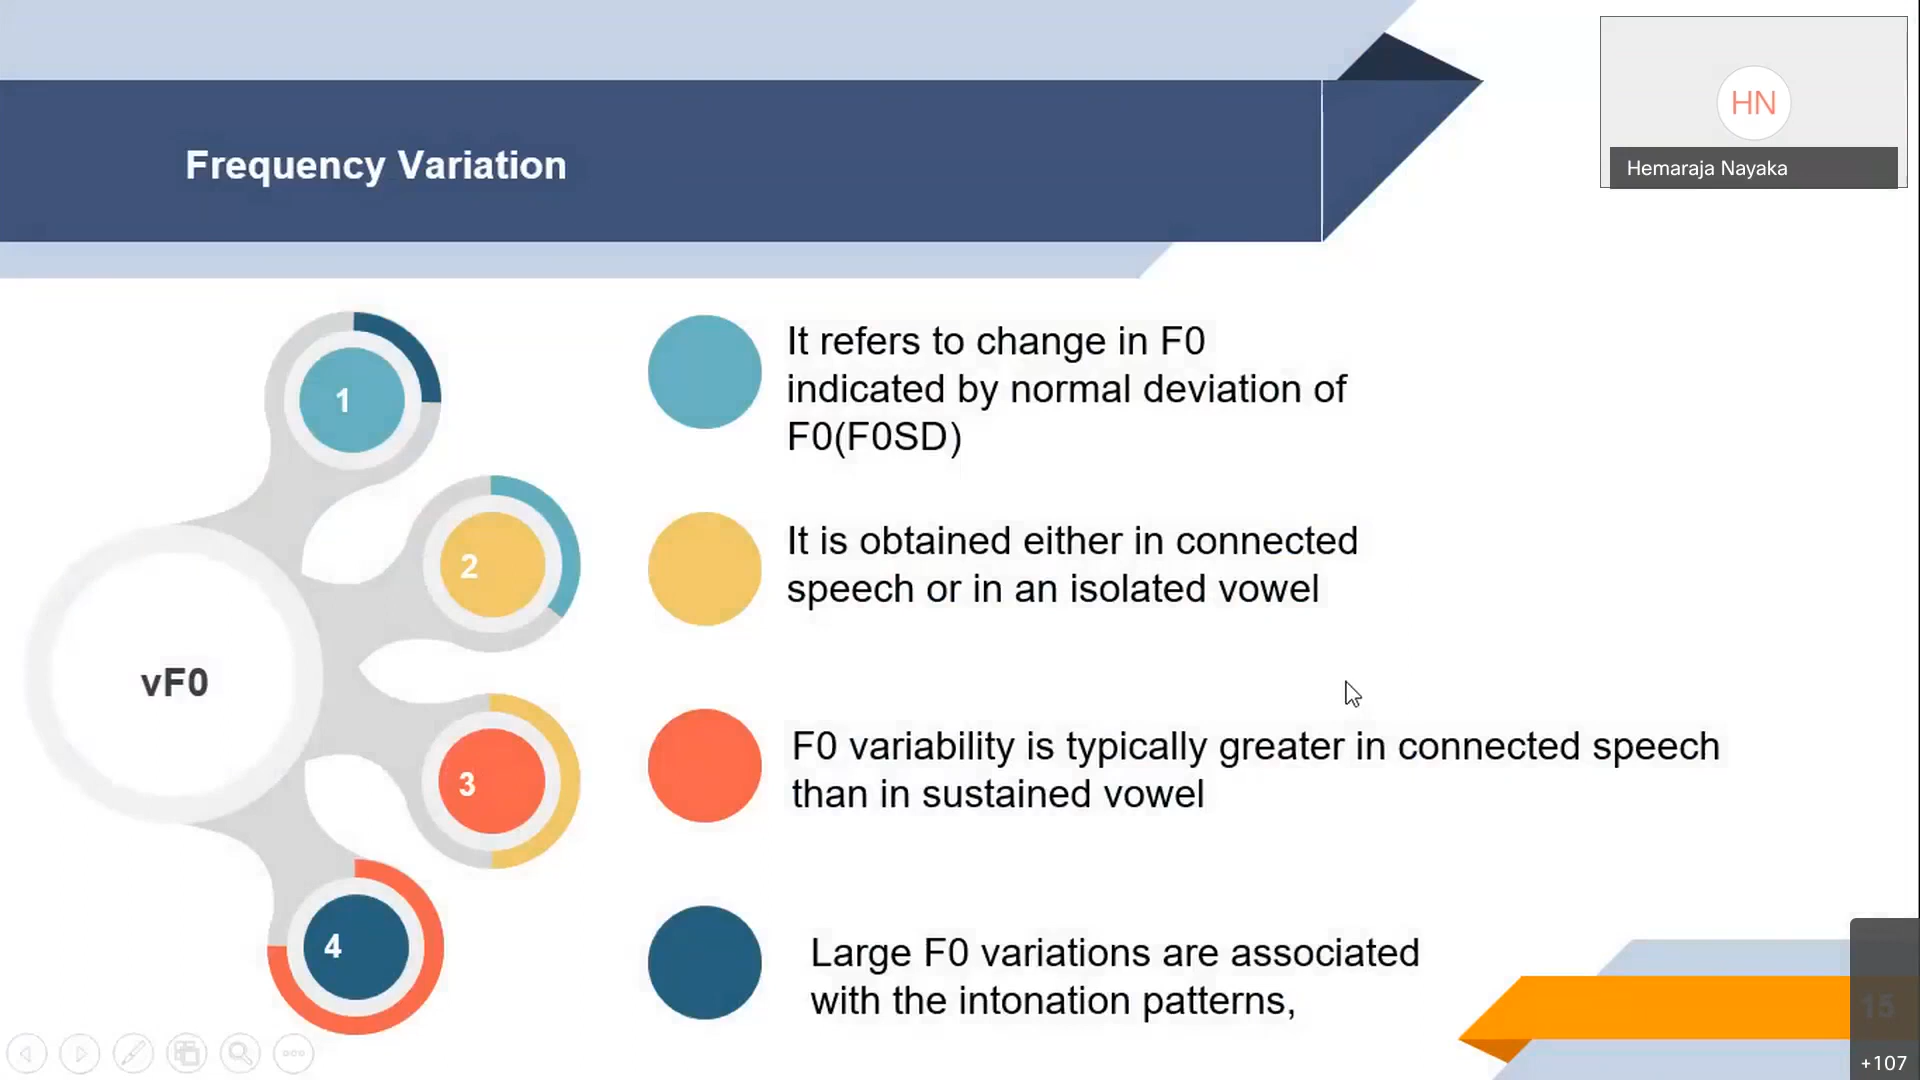 Frequency Variation
HN
Hemaraja Nayaka
It refers to change in F0
indicated by normal deviation of
F0(F0SD)
1
It is obtained either in connected
speech or in an isolated vowel
2
vF0
F0 variability is typically greater in connected speech
than in sustained vowel
3
Large F0 variations are associated
with the intonation patterns,
4
15
+107